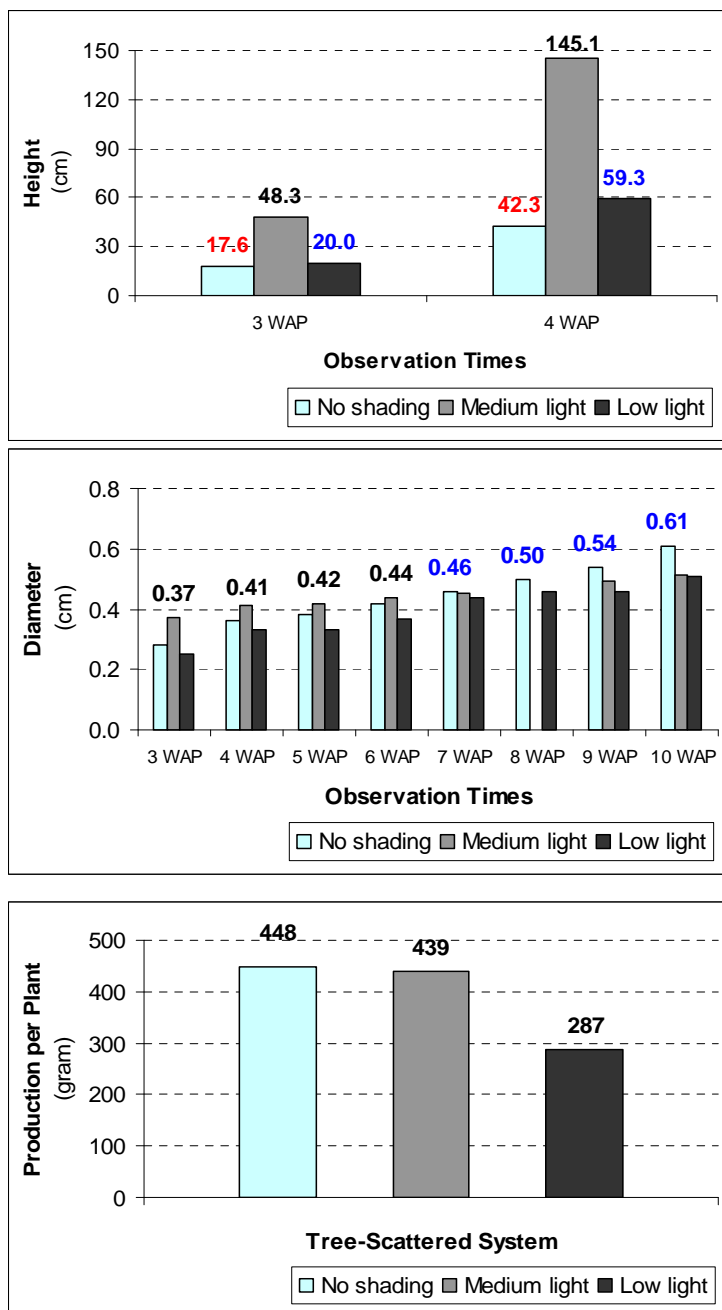 150
120
90
60
30
0
Height
(cm)
17.6
48.3
20.0
42.3
145.1
59.3
3 WAP 4 WAP
Observation Times
No shading Medium light Low light
0.8
0.6
0.4
0.2
0.0
Diameter
(cm)
0.37 0.41 0.42 0.44 0.46 0.50 0.54 0.61
3 WAP 4 WAP 5 WAP 6 WAP 7 WAP 8 WAP 9 WAP 10 WAP
Observation Times
No shading Medium light Low light
500
400
300
200
100
0
Production per Plant
(gram)
448
439
287
Tree-Scattered System
No shading Medium light Low light